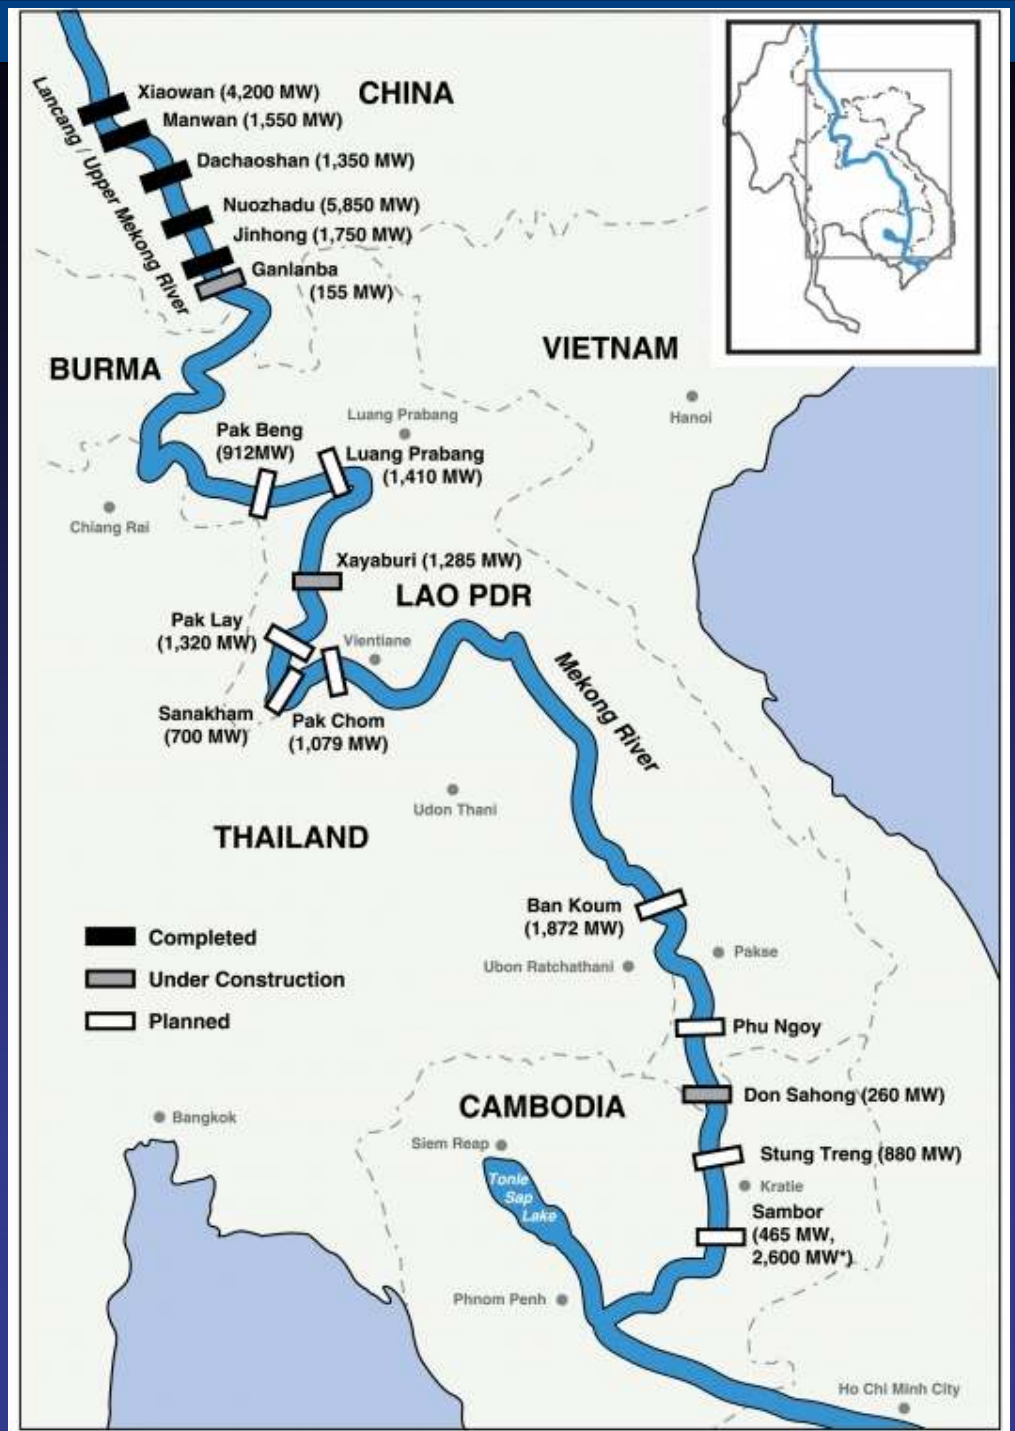 Xiaowan (4,200 MW)
CHINA
Manwan (1,550 MW)
Dachaoshan (1,350 MW)
Lancang / Upper Mekong River
Nuozhadu (5,850 MW)
Jinhong (1,750 MW)
Ganlanba
(155 MW)
VIETNAM
BURMA
Hanoi
Luang Prabang
Pak Beng
(912MW)
Luang Prabang
(1,410 MW)
Chiang Rai
Xayaburi (1,285 MW)
LAO PDR
Pak Lay
(1,320 MW)
Vientiane
Mekong River
Sanakham
(700 MW)
Pak Chom
(1,079 MW)
Udon Thani
THAILAND
Ban Koum
(1,872 MW)
Completed
Pakse
Ubon Ratchathani
Under Construction
Planned
Phu Ngoy
Don Sahong (260 MW)
CAMBODIA
Bangkok
Siem Reap
Stung Treng (880 MW)
Tonle
Sap
Lake
Kratie
Sambor
(465 MW,
2,600 MW*)
Phnom Penh
Ho Chi Minh City